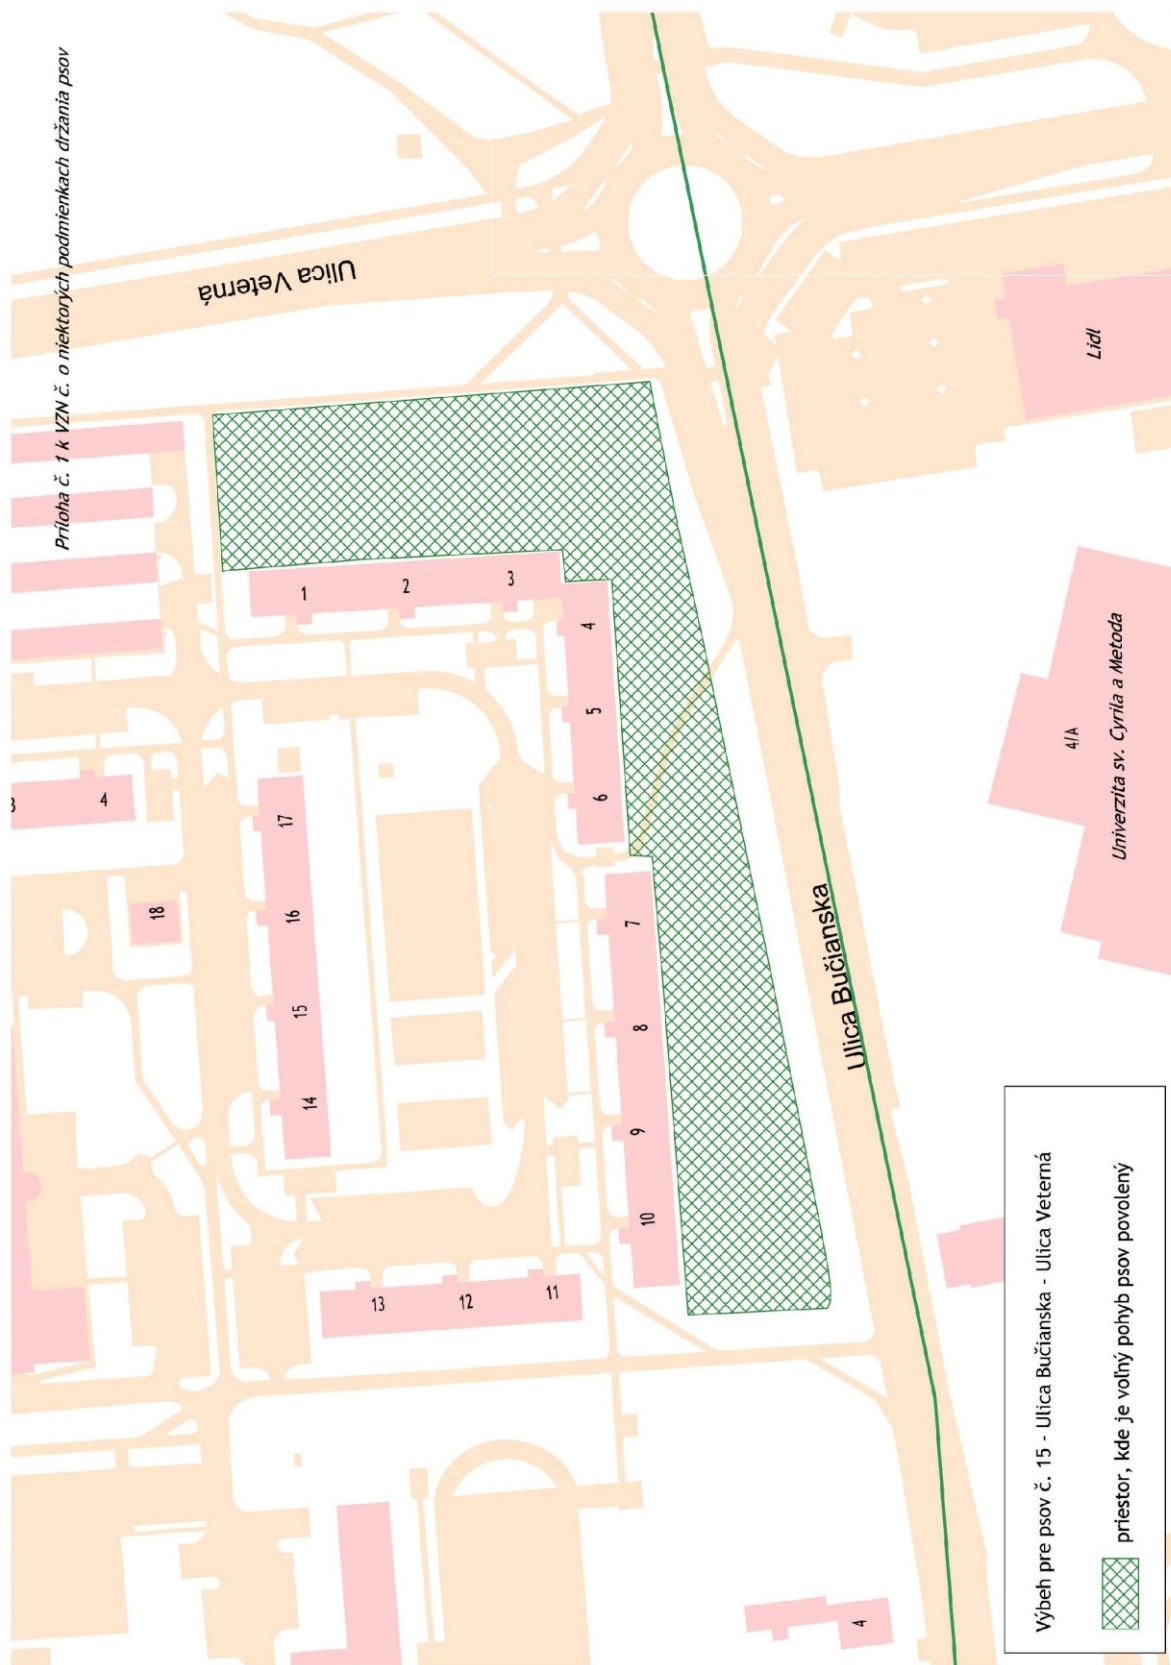 Príloha č. 1 k VZN č. o niektorých podmienkach držania psov
Ulica Veterná
Lidl
1
2
3
4
5
6
7
8
9
10
11
12
13
14
15
16
17
18
3
4
4/A
Univerzita sv. Cyrila a Metoda
Ulica Bučianska
4
Výbeh pre psov č. 15 - Ulica Bučianska - Ulica Veterná
priestor, kde je voľný pohyb psov povolený